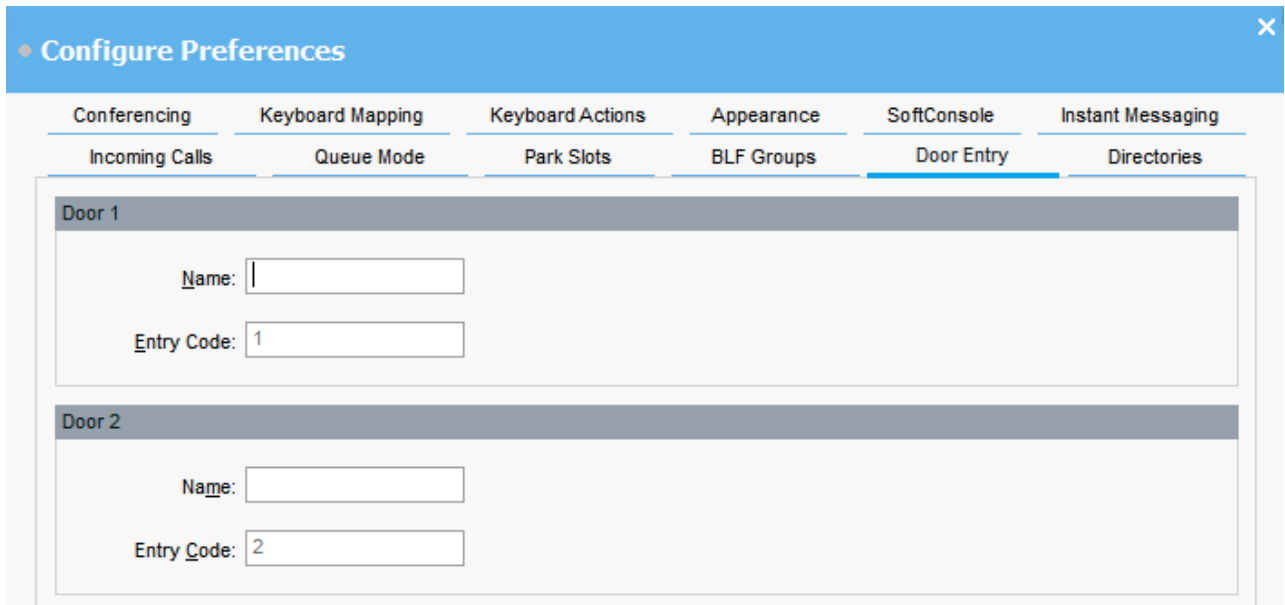 Configure Preferences
Conferencing Keyboard Mapping Keyboard Actions Appearance SoftConsole Instant Messaging
Incoming Calls Queue Mode Park Slots BLF Groups Door Entry Directories
Door 1
Name:
Entry Code: 1
Door 2
Name:
Entry Code: 2